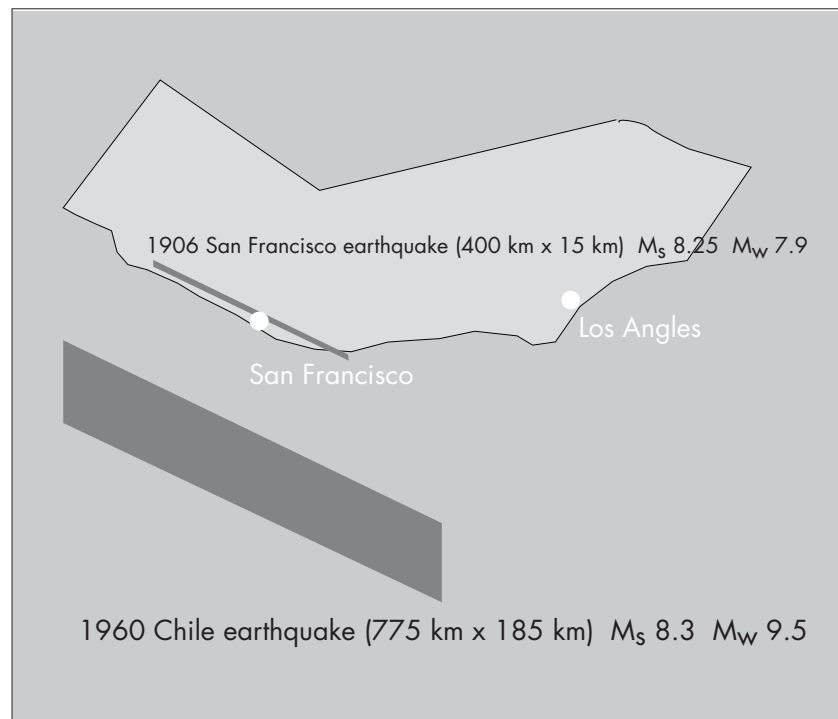 1906 San Francisco earthquake (400 km x 15 km) Ms 8.25 Mw 7.9
Los Angles
San Francisco
1960 Chile earthquake (775 km x 185 km) Ms 8.3 Mw 9.5